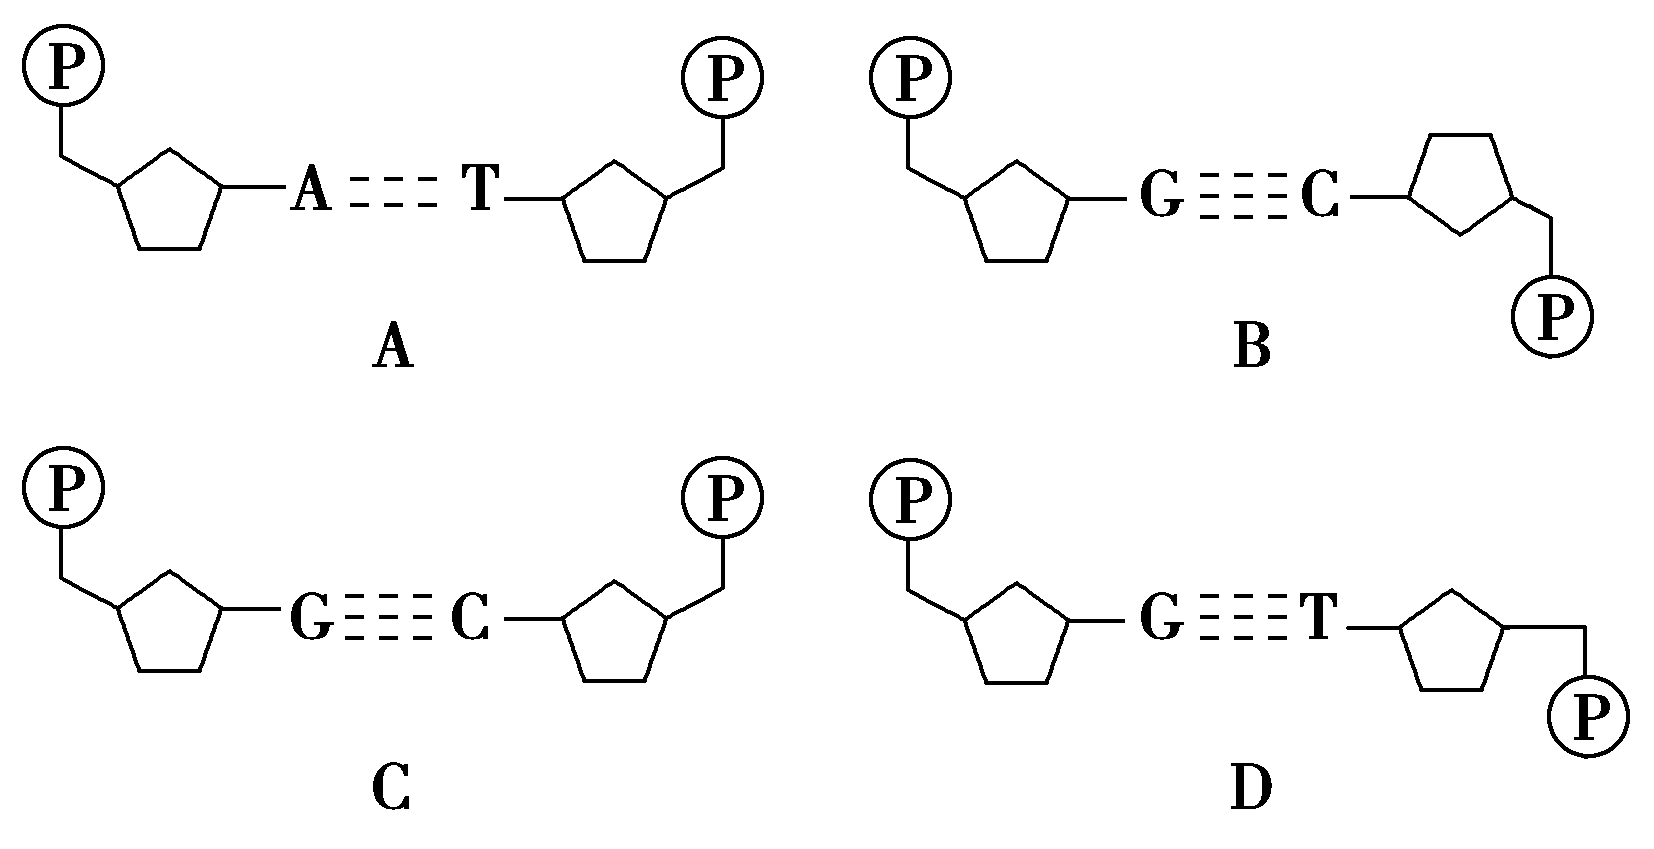 P P P
A T G C
P
A B
P P P
G C G T
P
C D